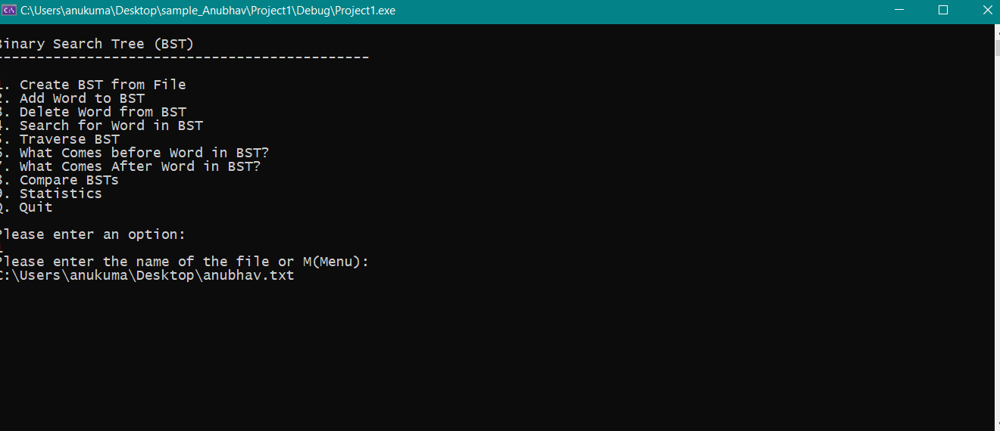 C:\Users\anukuma\Desktop\sample_Anubhav\Project1\Debug\Project1.exe
Binary Search Tree (BST)
--------------------------------------------
1. Create BST from File
2. Add Word to BST
3. Delete Word from BST
4. Search for Word in BST
5. Traverse BST
6. What Comes before Word in BST?
7. What Comes After Word in BST?
8. Compare BSTs
9. Statistics
Q. Quit
Please enter an option:
1
Please enter the name of the file or M(Menu):
C:\Users\anukuma\Desktop\anubhav.txt